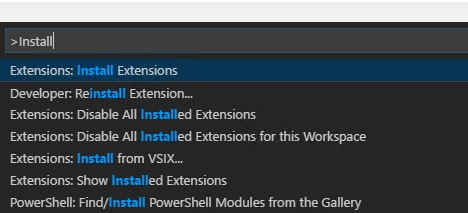 >Install
Extensions: Install Extensions
Developer: Reinstall Extension...
Extensions: Disable All Installed Extensions
Extensions: Disable All Installed Extensions for this Workspace
Extensions: Install from VSIX...
Extensions: Show Installed Extensions
PowerShell: Find/Install PowerShell Modules from the Gallery